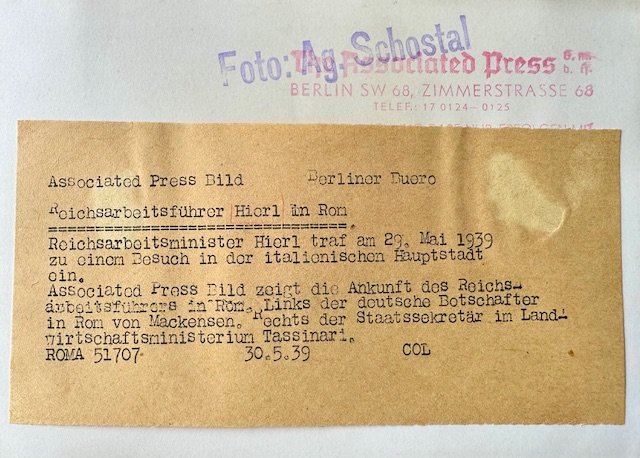 Foto: Ag. Schostal
The Associated Press G.m.b.H.
BERLIN SW 68, ZIMMERSTRASSE 68
TELEF.: 17 0124—0125
Associated Press Bild Berliner Buero
Reichsarbeitsführer Hierl in Rom
================================.
Reichsarbeitsminister Hierl traf am 29. Mai 1939
zu einem Besuch in der italienischen Hauptstadt
ein.
Associated Press Bild zeigt die Ankunft des Reichs-
arbeitsführers in Rom. Links der deutsche Botschafter
in Rom von Mackensen. Rechts der Staatssekretär im Land-
wirtschaftsministerium Tassinari.
ROMA 51707 30.5.39 COL